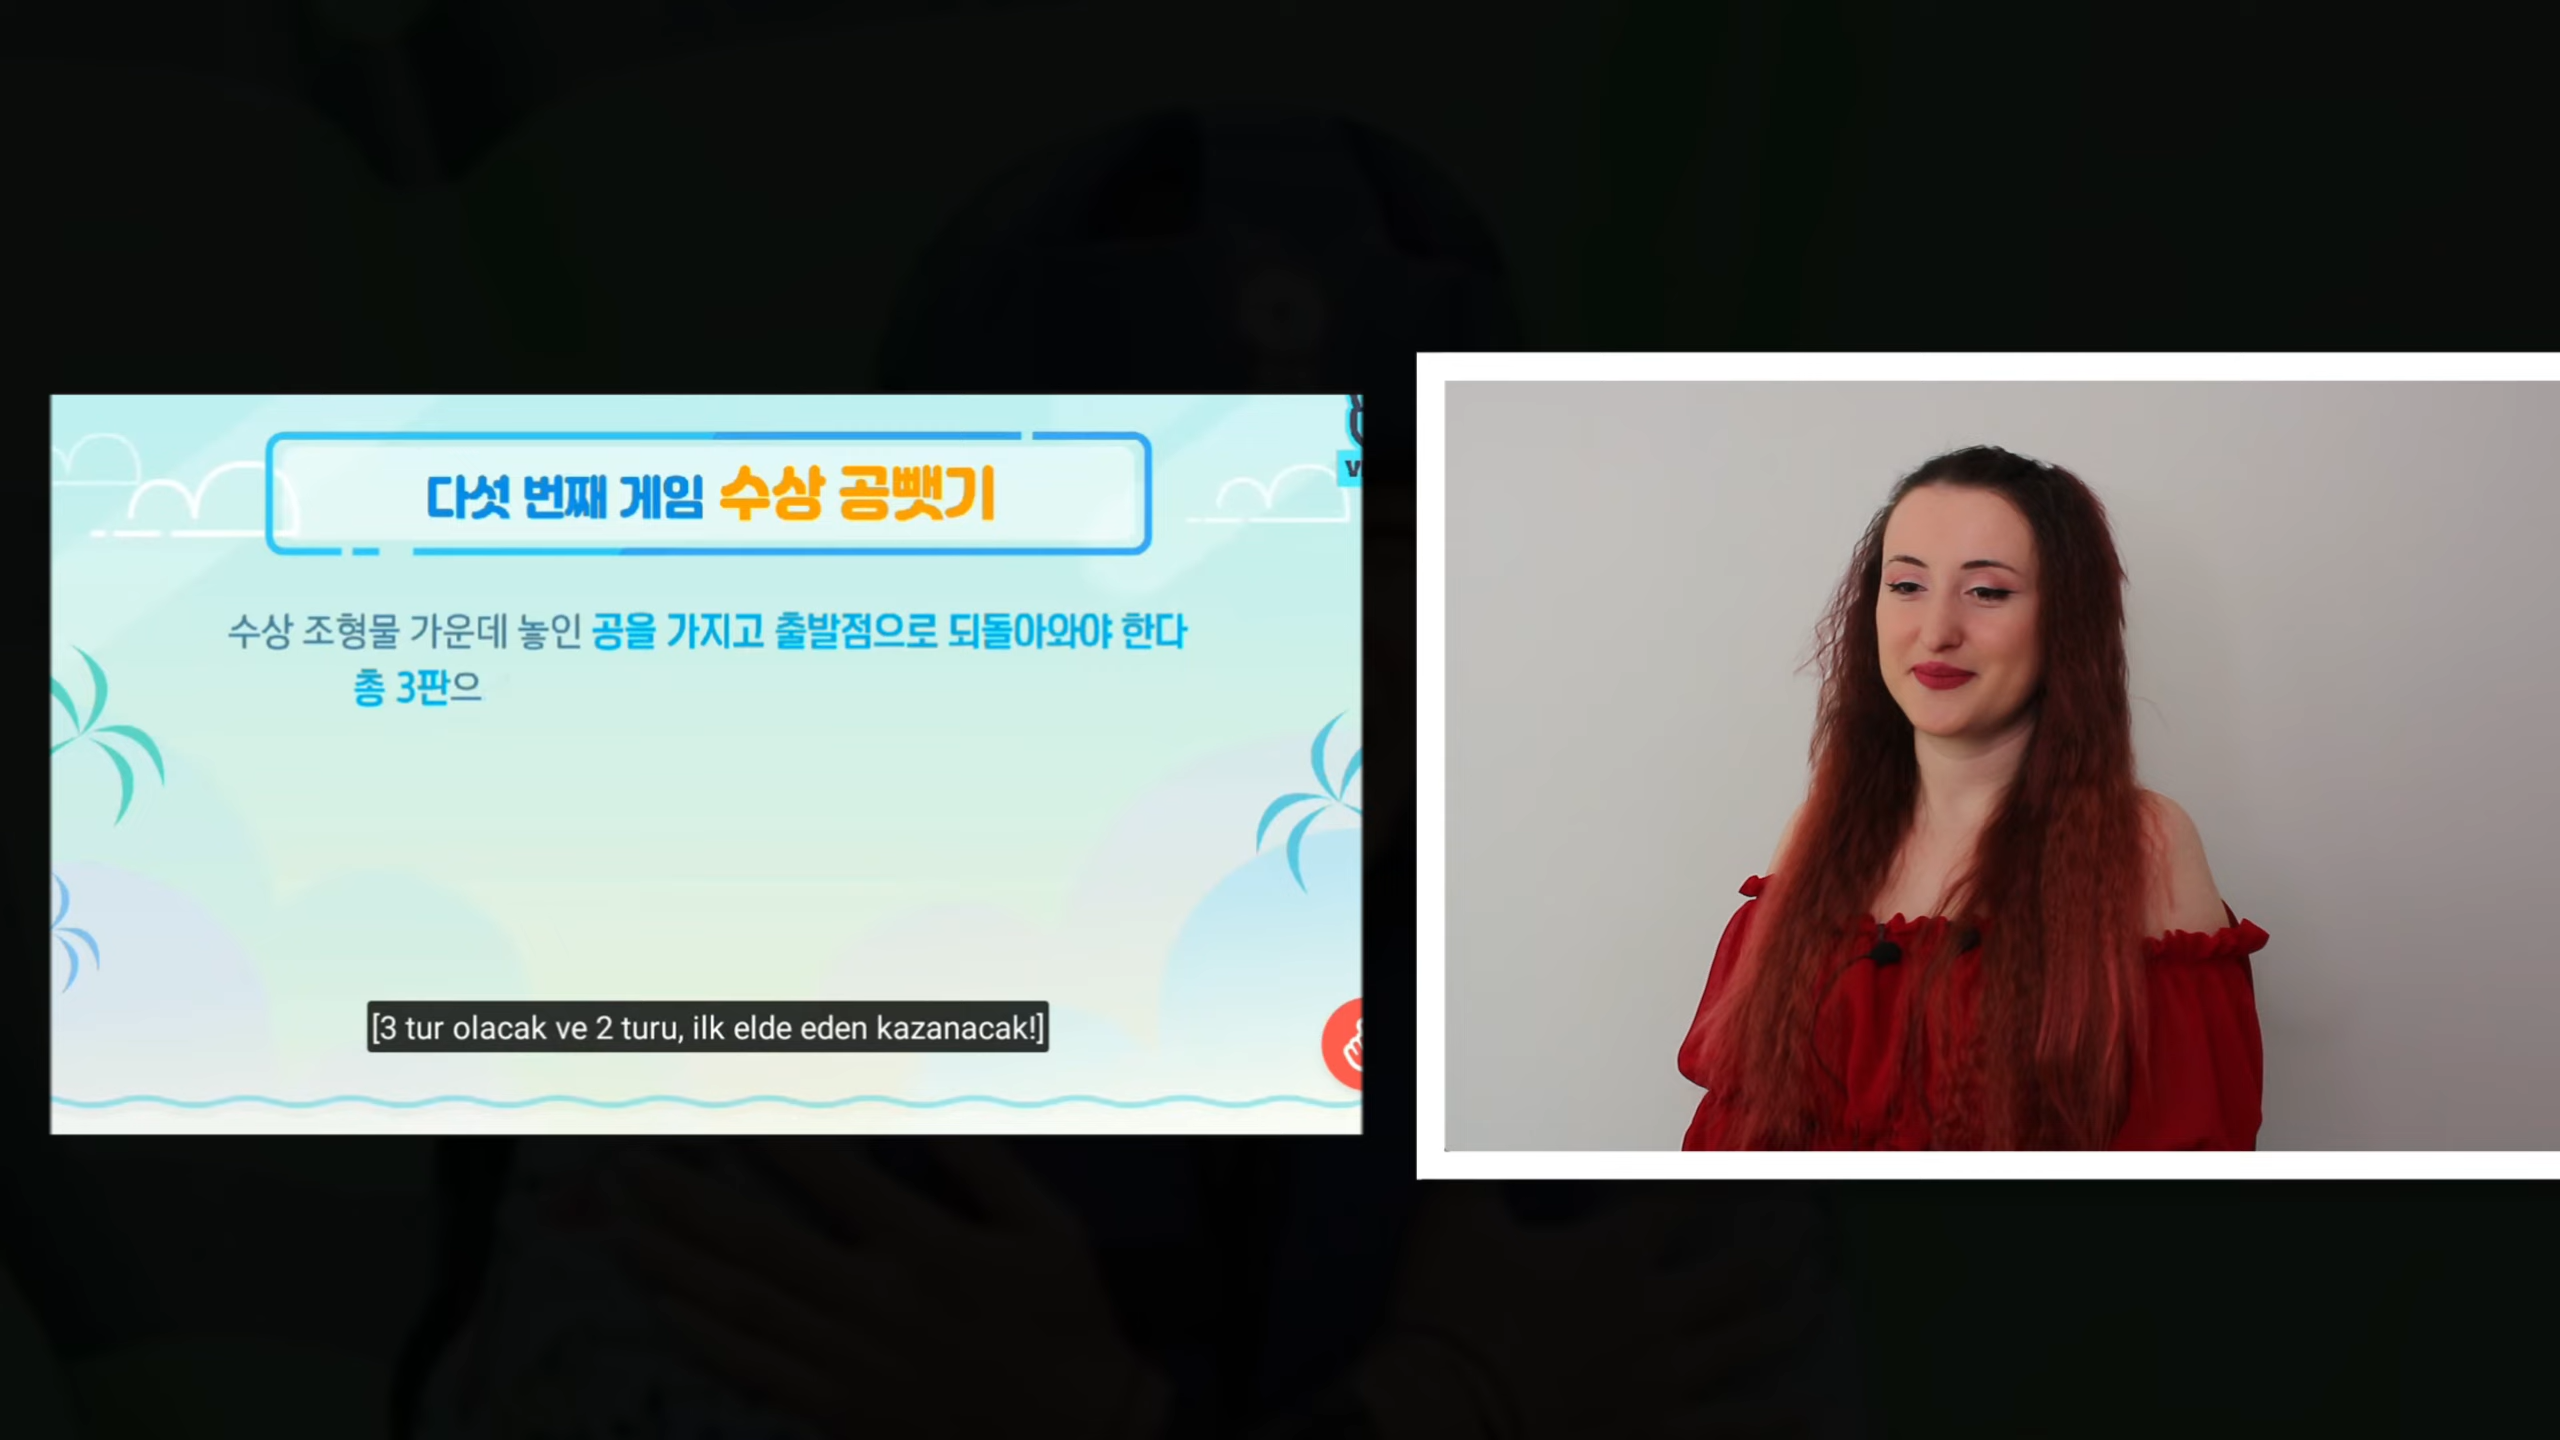 다섯 번째 게임 수상 공뺏기
수상 조형물 가운데 놓인 공을 가지고 출발점으로 되돌아와야 한다
총 3판으
[3 tur olacak ve 2 turu, ilk elde eden kazanacak!]